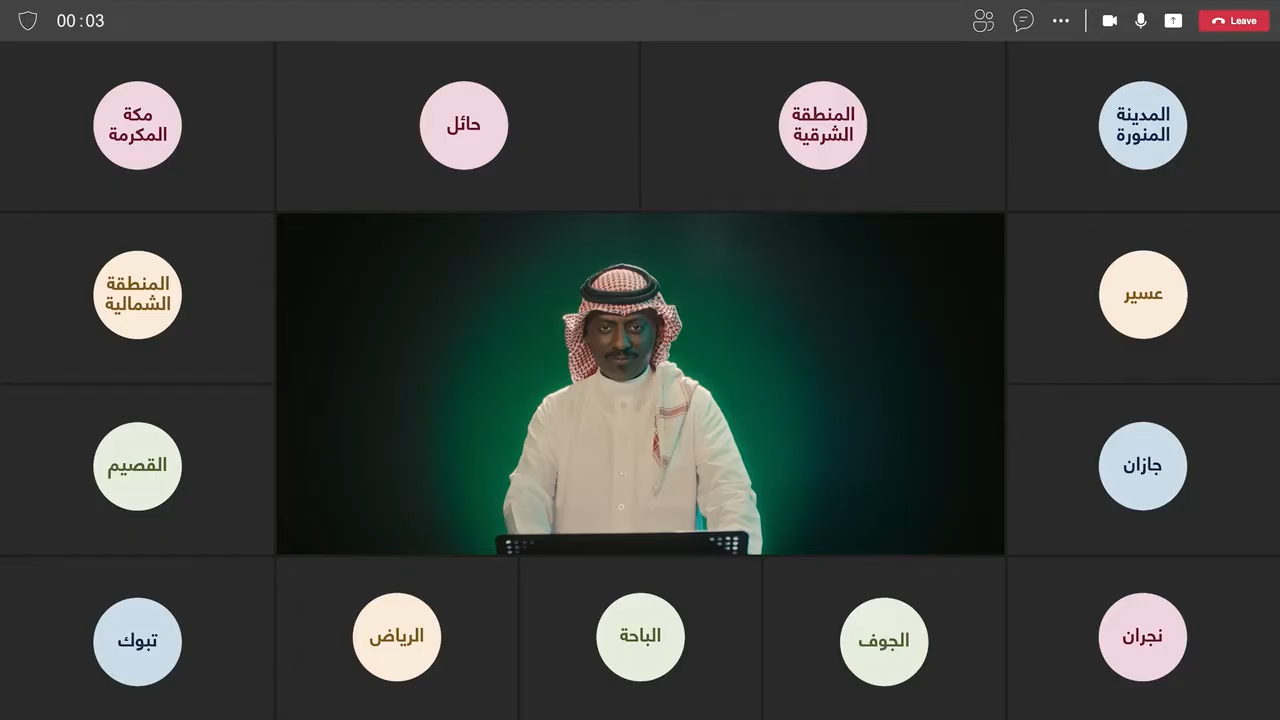 00:03
Leave
مكة
المكرمة
حائل
المنطقة
الشرقية
المدينة
المنورة
المنطقة
الشمالية
عسير
القصيم
جازان
تبوك
الرياض
الباحة
الجوف
نجران